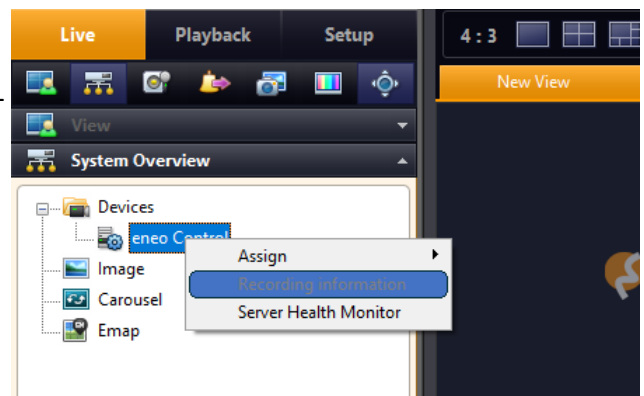 Live Playback Setup
4:3
New View
View
System Overview
Devices
eneo Control
Assign
Recording information
Server Health Monitor
Image
Carousel
Emap